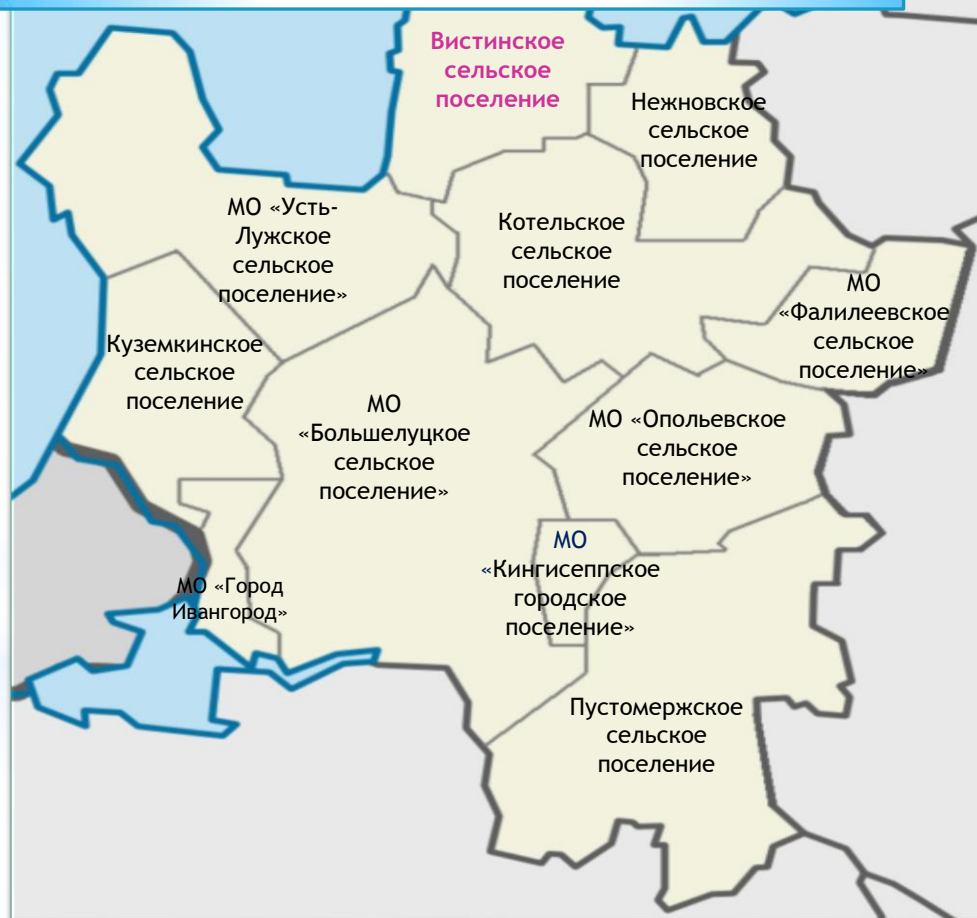 Вистинское
сельское
поселение
Нежновское
сельское
поселение
МО «Усть-
Лужское
сельское
поселение»
Котельское
сельское
поселение
МО
«Фалилеевское
сельское
поселение»
Куземкинское
сельское
поселение
МО
«Большелуцкое
сельское
поселение»
МО «Опольевское
сельское
поселение»
МО
«Кингисеппское
городское
поселение»
МО «Город
Ивангород»
Пустомержское
сельское
поселение